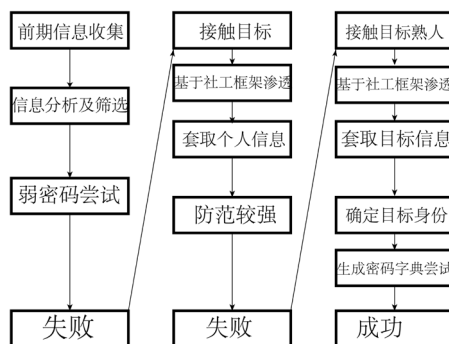 前期信息收集
信息分析及筛选
弱密码尝试
失败
接触目标
基于社工框架渗透
套取个人信息
防范较强
失败
接触目标熟人
基于社工框架渗透
套取目标信息
确定目标身份
生成密码字典尝试
成功